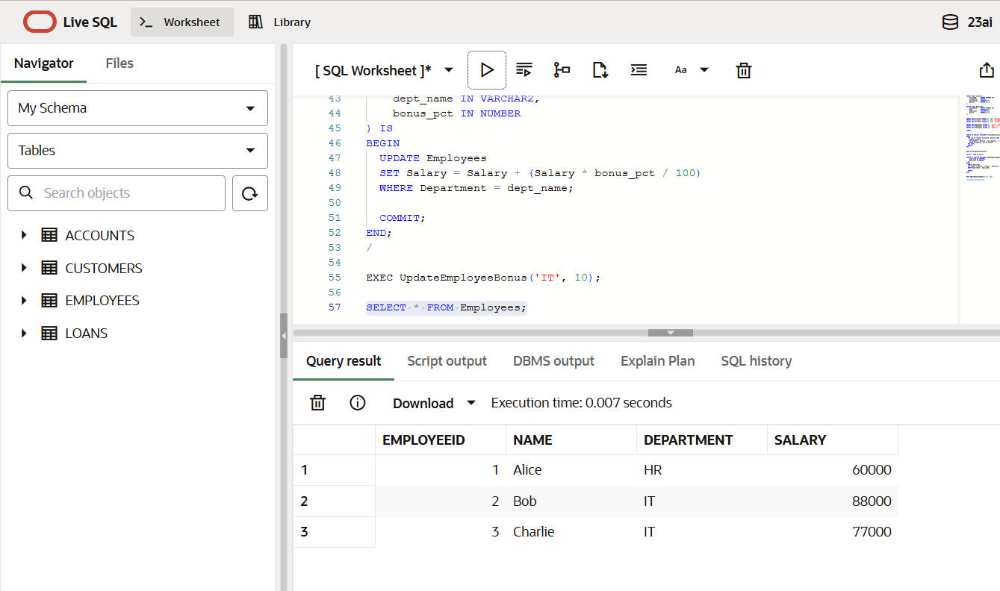 Live SQL
>_ Worksheet
Library
23ai
Navigator
Files
My Schema
Tables
Search objects
ACCOUNTS
CUSTOMERS
EMPLOYEES
LOANS
[ SQL Worksheet ]*
Aa
43 dept_name IN VARCHAR2,
44 bonus_pct IN NUMBER
45 ) IS
46 BEGIN
47 UPDATE Employees
48 SET Salary = Salary + (Salary * bonus_pct / 100)
49 WHERE Department = dept_name;
50
51 COMMIT;
52 END;
53 /
54
55 EXEC UpdateEmployeeBonus('IT', 10);
56
57 SELECT * FROM Employees;
Query result Script output DBMS output Explain Plan SQL history
Download Execution time: 0.007 seconds
EMPLOYEEID NAME DEPARTMENT SALARY
1 1 Alice HR 60000
2 2 Bob IT 88000
3 3 Charlie IT 77000